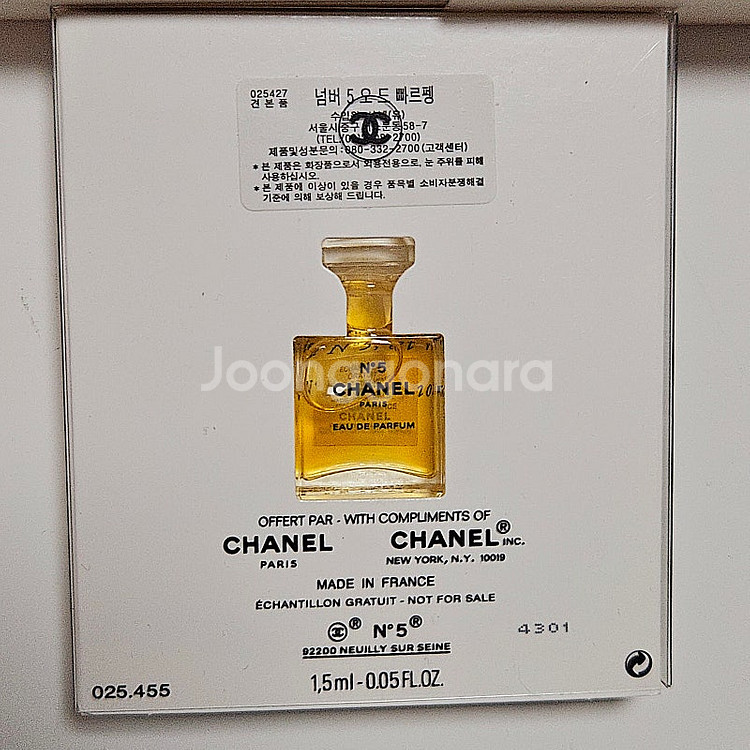 025427
견 본 품
넘버 5 오 드 빠르펭
서울시 중구
58-7
제품및성분문의 : 080-332-2700 (고객센터)
* 본 제품은 화장품으로서 외용전용으로, 눈 주위를 피해
사용하십시오.
* 본 제품에 이상이 있을 경우 품목별 소비자분쟁해결
기준에 의해 보상해 드립니다.
Joongonara
N°5
CHANEL
PARIS
CHANEL
EAU DE PARFUM
OFFERT PAR - WITH COMPLIMENTS OF
CHANEL CHANEL® INC.
PARIS NEW YORK, N.Y. 10019
MADE IN FRANCE
ÉCHANTILLON GRATUIT - NOT FOR SALE
® N°5® 4301
92200 NEUILLY SUR SEINE
025.455 1,5 ml - 0.05 FL.OZ.